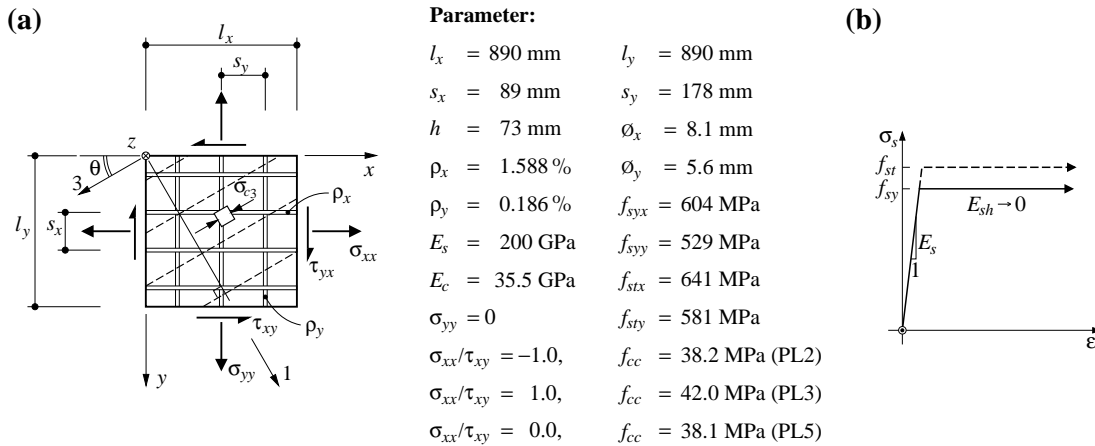 (a)
l_x
s_y
z
θ
3
x
σ_c3
ρ_x
l_y
s_x
σ_xx
τ_yx
τ_xy
ρ_y
y
σ_yy
1
Parameter:
l_x = 890 mm l_y = 890 mm
s_x = 89 mm s_y = 178 mm
h = 73 mm ø_x = 8.1 mm
ρ_x = 1.588 % ø_y = 5.6 mm
ρ_y = 0.186 % f_syx = 604 MPa
E_s = 200 GPa f_syy = 529 MPa
E_c = 35.5 GPa f_stx = 641 MPa
σ_yy = 0 f_sty = 581 MPa
σ_xx/τ_xy = −1.0, f_cc = 38.2 MPa (PL2)
σ_xx/τ_xy = 1.0, f_cc = 42.0 MPa (PL3)
σ_xx/τ_xy = 0.0, f_cc = 38.1 MPa (PL5)
(b)
σ_s
f_st
f_sy
E_sh → 0
E_s
1
ε